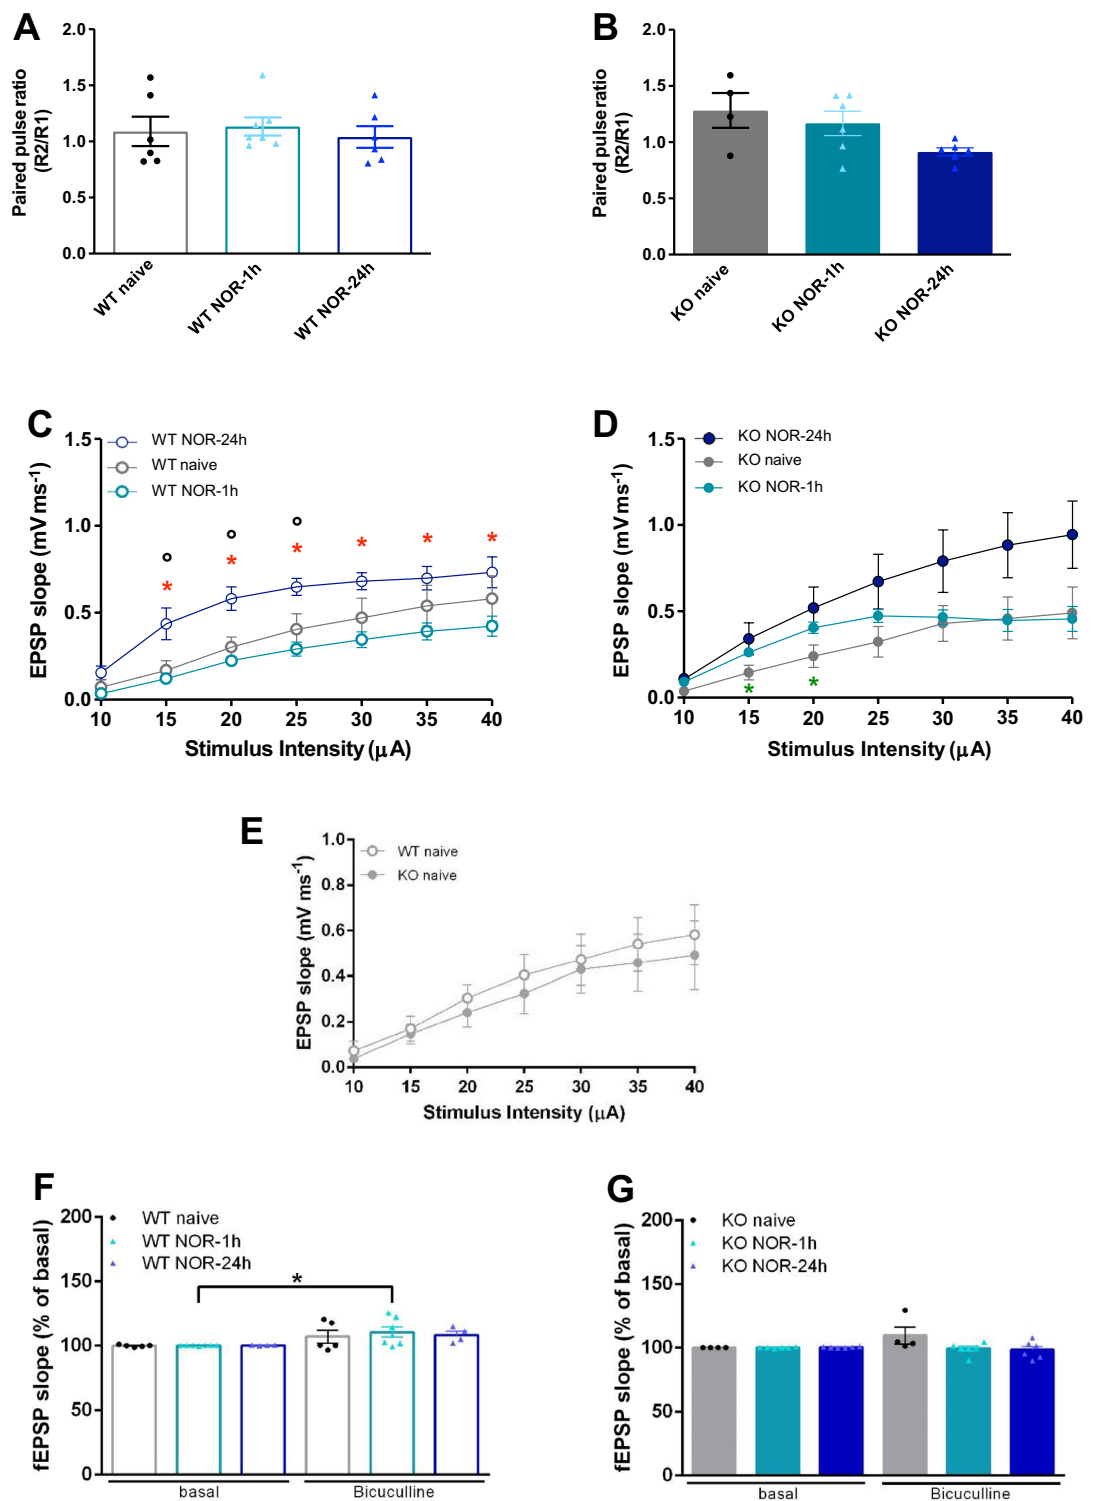 A
2.0
1.5
1.0
0.5
0.0
Paired pulse ratio
(R2/R1)
WT naive
WT NOR-1h
WT NOR-24h
B
2.0
1.5
1.0
0.5
0.0
Paired pulse ratio
(R2/R1)
KO naive
KO NOR-1h
KO NOR-24h
C
WT NOR-24h
WT naive
WT NOR-1h
1.5
1.0
0.5
0.0
EPSP slope (mV ms-1)
* * * * * *
10 15 20 25 30 35 40
Stimulus Intensity (μA)
D
KO NOR-24h
KO naive
KO NOR-1h
1.5
1.0
0.5
0.0
EPSP slope (mV ms-1)
* *
10 15 20 25 30 35 40
Stimulus Intensity (μA)
E
WT naive
KO naive
1.0
0.8
0.6
0.4
0.2
0.0
EPSP slope (mV ms-1)
10 15 20 25 30 35 40
Stimulus Intensity (μA)
F
WT naive
WT NOR-1h
WT NOR-24h
200
150
100
50
0
fEPSP slope (% of basal)
*
basal Bicuculline
G
KO naive
KO NOR-1h
KO NOR-24h
200
150
100
50
0
fEPSP slope (% of basal)
basal Bicuculline